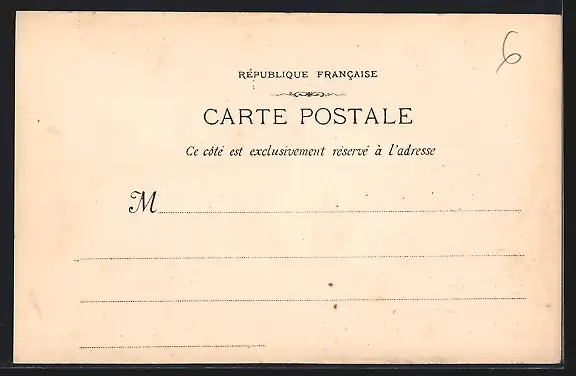 6
RÉPUBLIQUE FRANÇAISE
CARTE POSTALE
Ce côté est exclusivement réservé à l'adresse
M